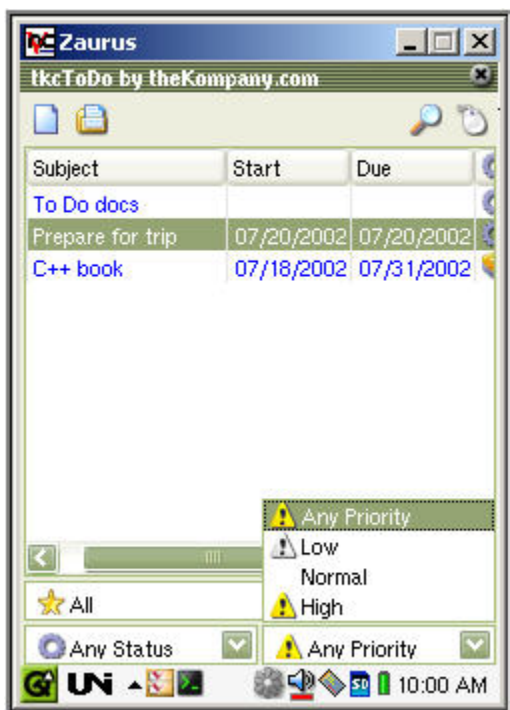 Zaurus
tkcToDo by theKompany.com
Subject Start Due
To Do docs
Prepare for trip 07/20/2002 07/20/2002
C++ book 07/18/2002 07/31/2002
Any Priority
Low
Normal
High
All
Any Status Any Priority
UNi SD 10:00 AM